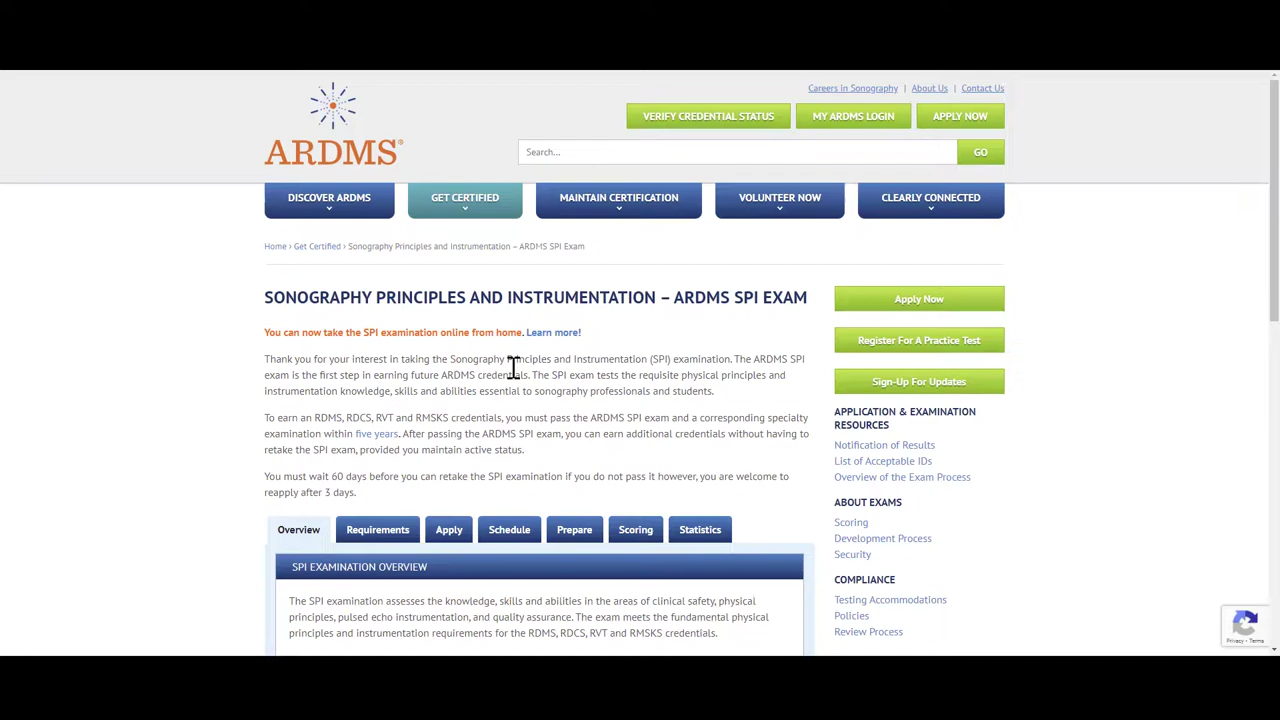 Careers in Sonography | About Us | Contact Us
VERIFY CREDENTIAL STATUS
MY ARDMS LOGIN
APPLY NOW
ARDMS®
Search...
GO
DISCOVER ARDMS
GET CERTIFIED
MAINTAIN CERTIFICATION
VOLUNTEER NOW
CLEARLY CONNECTED
Home › Get Certified › Sonography Principles and Instrumentation – ARDMS SPI Exam
SONOGRAPHY PRINCIPLES AND INSTRUMENTATION – ARDMS SPI EXAM
You can now take the SPI examination online from home. Learn more!
Thank you for your interest in taking the Sonography Principles and Instrumentation (SPI) examination. The ARDMS SPI
exam is the first step in earning future ARDMS credentials. The SPI exam tests the requisite physical principles and
instrumentation knowledge, skills and abilities essential to sonography professionals and students.
To earn an RDMS, RDCS, RVT and RMSKS credentials, you must pass the ARDMS SPI exam and a corresponding specialty
examination within five years. After passing the ARDMS SPI exam, you can earn additional credentials without having to
retake the SPI exam, provided you maintain active status.
You must wait 60 days before you can retake the SPI examination if you do not pass it however, you are welcome to
reapply after 3 days.
Overview
Requirements
Apply
Schedule
Prepare
Scoring
Statistics
SPI EXAMINATION OVERVIEW
The SPI examination assesses the knowledge, skills and abilities in the areas of clinical safety, physical
principles, pulsed echo instrumentation, and quality assurance. The exam meets the fundamental physical
principles and instrumentation requirements for the RDMS, RDCS, RVT and RMSKS credentials.
Apply Now
Register For A Practice Test
Sign-Up For Updates
APPLICATION & EXAMINATION
RESOURCES
Notification of Results
List of Acceptable IDs
Overview of the Exam Process
ABOUT EXAMS
Scoring
Development Process
Security
COMPLIANCE
Testing Accommodations
Policies
Review Process
Privacy - Terms